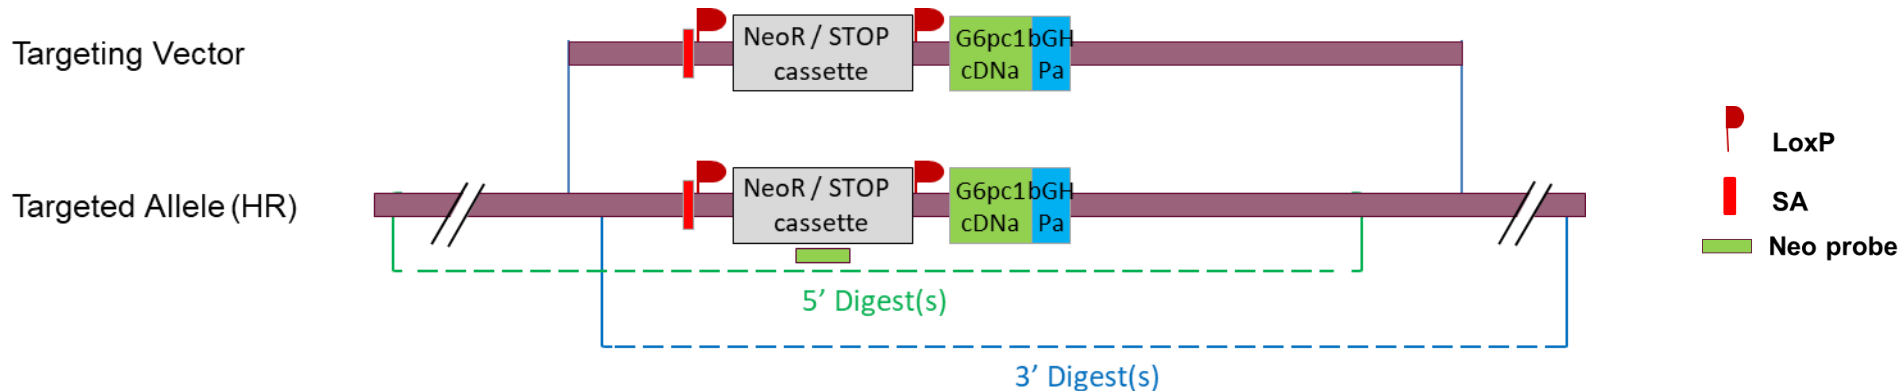 Targeting Vector
NeoR / STOP
cassette
G6pc1
cDNa
bGH
Pa
Targeted Allele (HR)
NeoR / STOP
cassette
G6pc1
cDNa
bGH
Pa
5' Digest(s)
3' Digest(s)
LoxP
SA
Neo probe